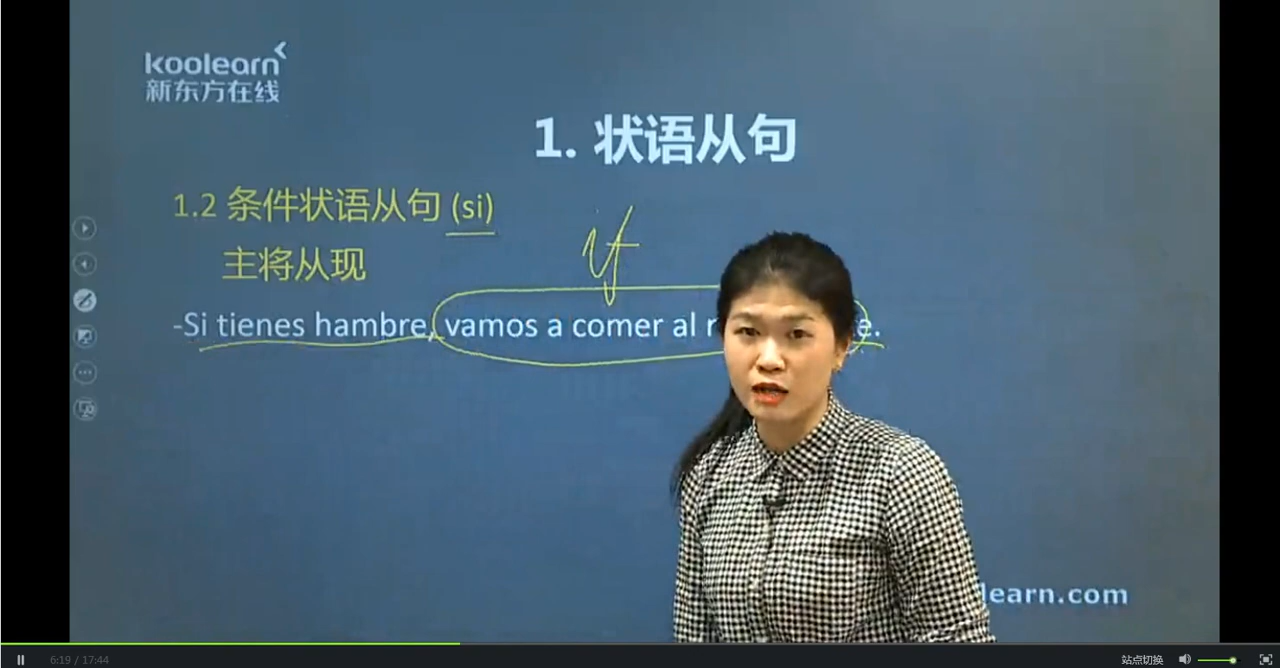 koolearn
新东方在线
1. 状语从句
1.2 条件状语从句 (si)
主将从现
if
-Si tienes hambre, vamos a comer al
learn.com
6:19 / 17:44
站点切换